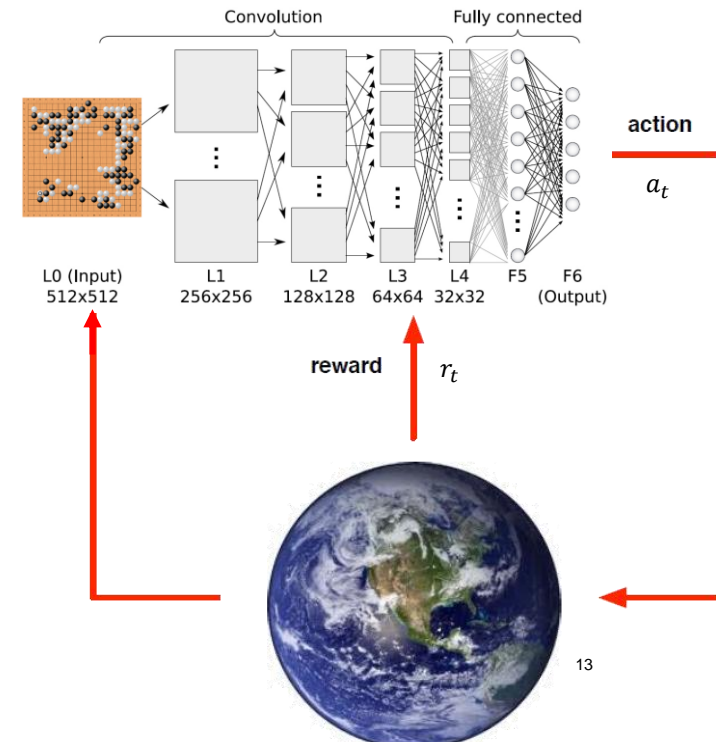 Convolution Fully connected
action
a_t
L0 (Input) L1 L2 L3 L4 F5 F6
512x512 256x256 128x128 64x64 32x32 (Output)
reward r_t
13